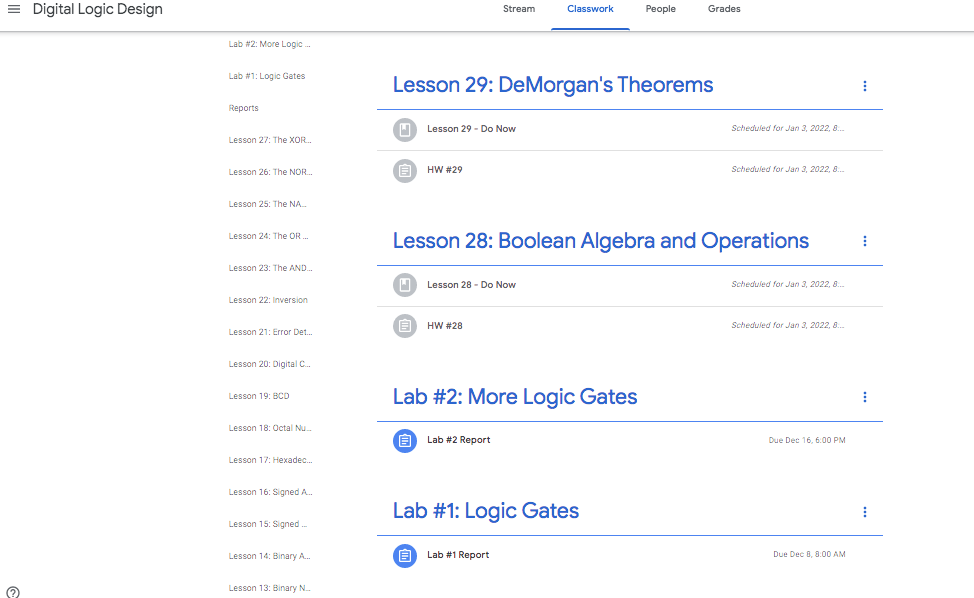 Digital Logic Design
Stream Classwork People Grades
Lab #2: More Logic ...
Lab #1: Logic Gates
Reports
Lesson 27: The XOR...
Lesson 26: The NOR...
Lesson 25: The NA...
Lesson 24: The OR ...
Lesson 23: The AND...
Lesson 22: Inversion
Lesson 21: Error Det...
Lesson 20: Digital C...
Lesson 19: BCD
Lesson 18: Octal Nu...
Lesson 17: Hexadec...
Lesson 16: Signed A...
Lesson 15: Signed ...
Lesson 14: Binary A...
Lesson 13: Binary N...
Lesson 29: DeMorgan's Theorems
Lesson 29 - Do Now Scheduled for Jan 3, 2022, 8:...
HW #29 Scheduled for Jan 3, 2022, 8:...
Lesson 28: Boolean Algebra and Operations
Lesson 28 - Do Now Scheduled for Jan 3, 2022, 8:...
HW #28 Scheduled for Jan 3, 2022, 8:...
Lab #2: More Logic Gates
Lab #2 Report Due Dec 16, 6:00 PM
Lab #1: Logic Gates
Lab #1 Report Due Dec 8, 8:00 AM